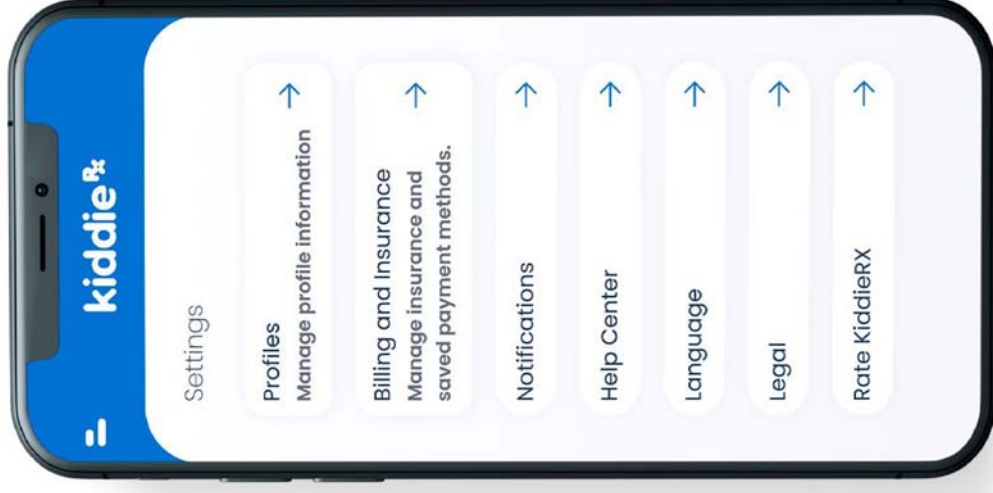 kiddieRx
Settings
Profiles
Manage profile information
Billing and Insurance
Manage insurance and
saved payment methods.
Notifications
Help Center
Language
Legal
Rate KiddieRX